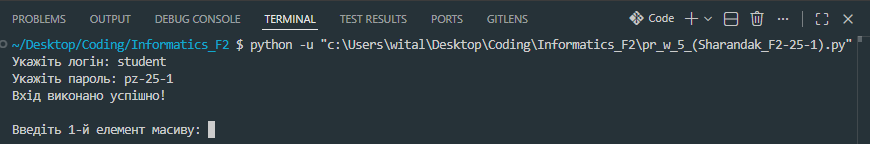 PROBLEMS OUTPUT DEBUG CONSOLE TERMINAL TEST RESULTS PORTS GITLENS Code
~/Desktop/Coding/Informatics_F2 $ python -u "c:\Users\wital\Desktop\Coding\Informatics_F2\pr_w_5_(Sharandak_F2-25-1).py"
Укажіть логін: student
Укажіть пароль: pz-25-1
Вхід виконано успішно!
Введіть 1-й елемент масиву: